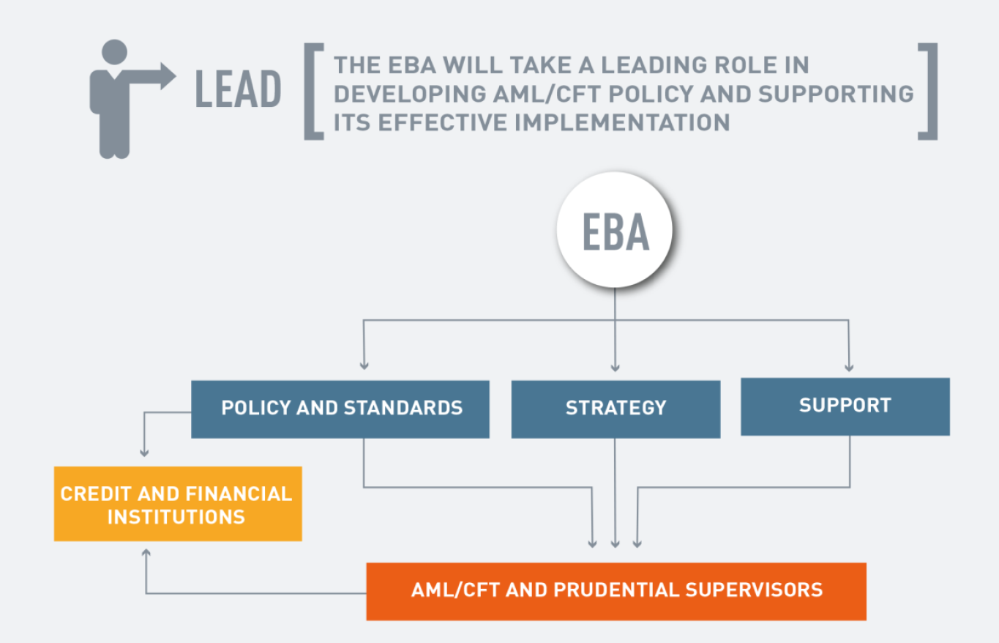 LEAD
THE EBA WILL TAKE A LEADING ROLE IN
DEVELOPING AML/CFT POLICY AND SUPPORTING
ITS EFFECTIVE IMPLEMENTATION
EBA
POLICY AND STANDARDS
STRATEGY
SUPPORT
CREDIT AND FINANCIAL
INSTITUTIONS
AML/CFT AND PRUDENTIAL SUPERVISORS